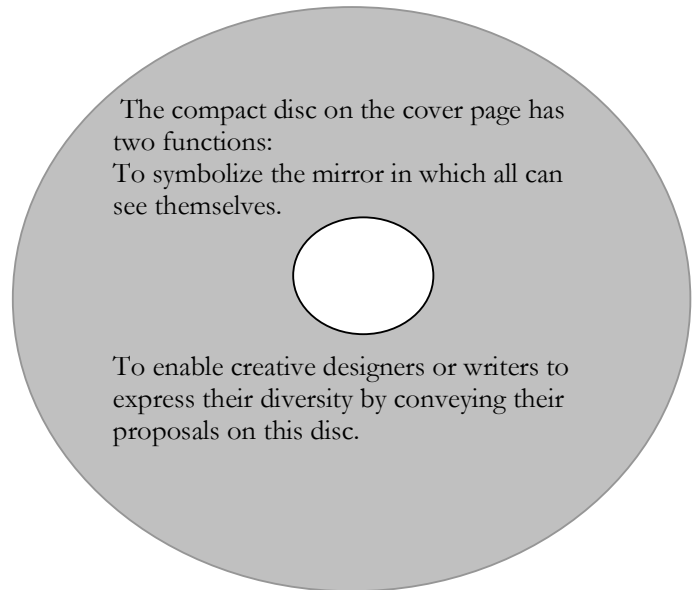 The compact disc on the cover page has
two functions:
To symbolize the mirror in which all can
see themselves.
To enable creative designers or writers to
express their diversity by conveying their
proposals on this disc.